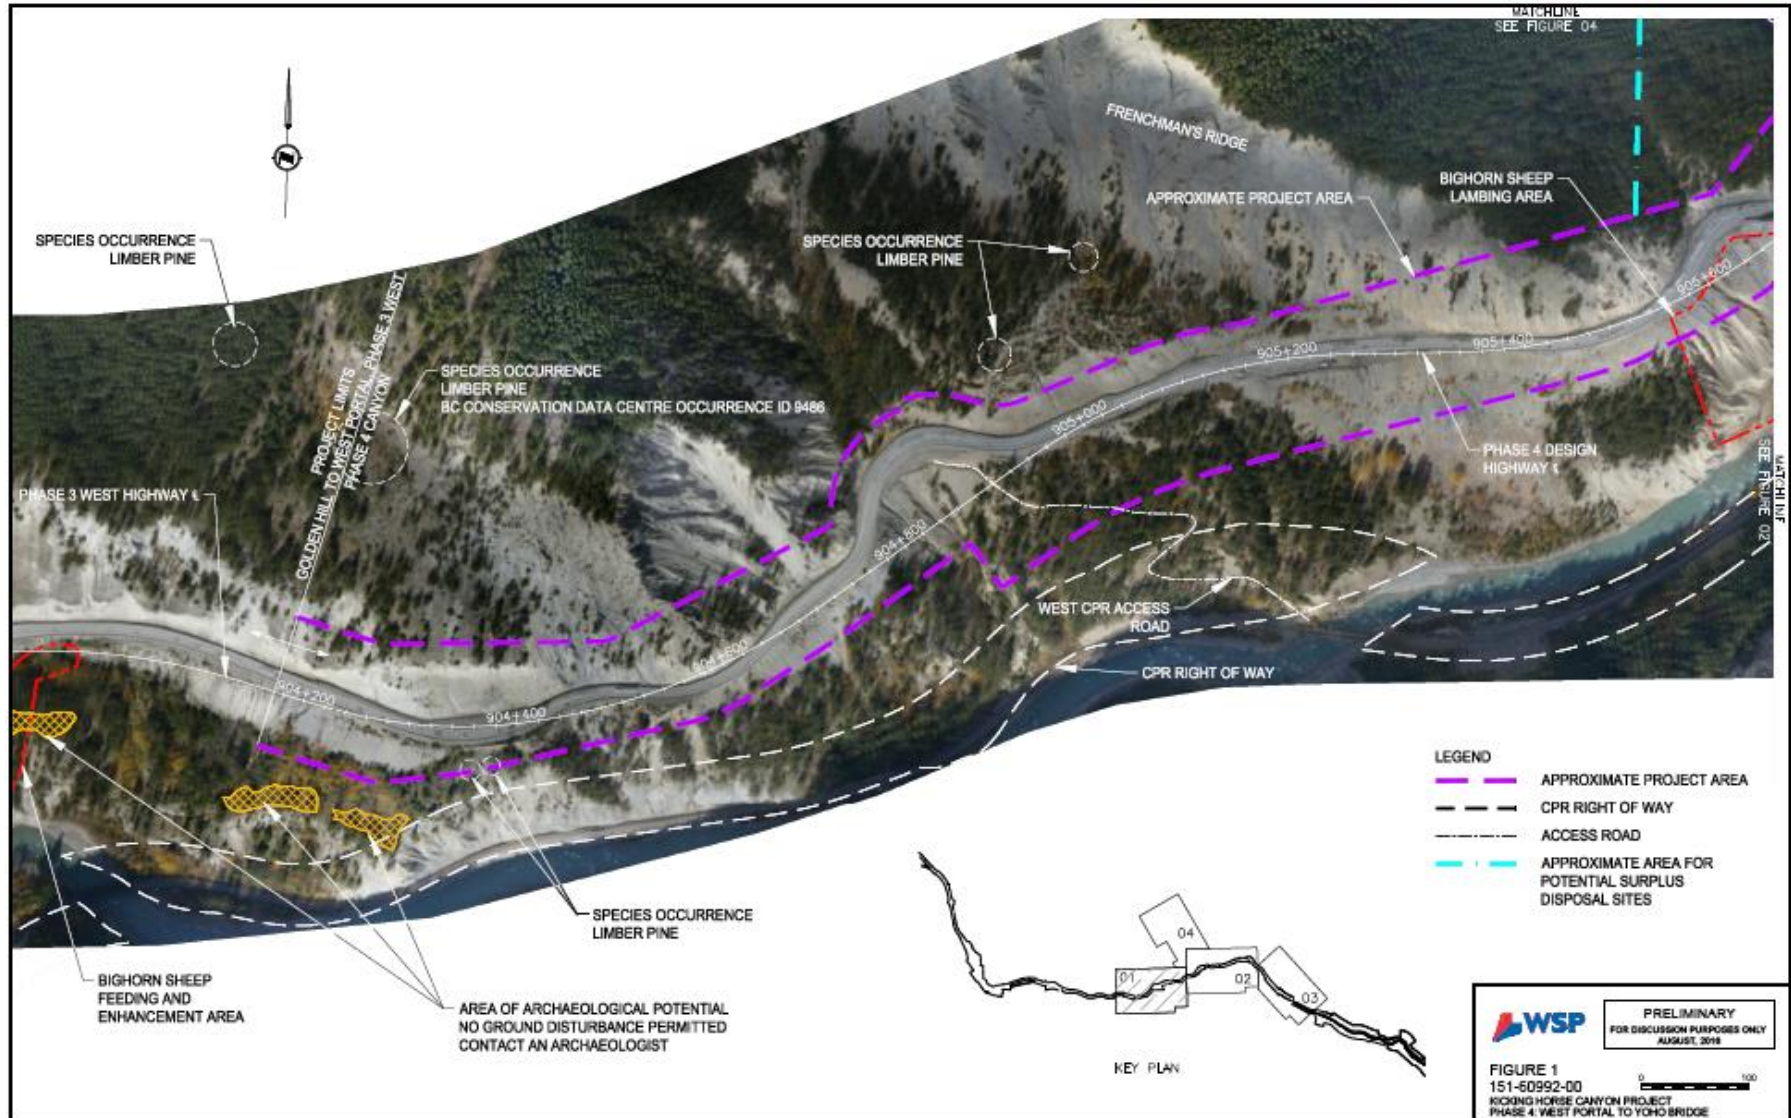 MATCHLINE
SEE FIGURE 04
FRENCHMAN'S RIDGE
BIGHORN SHEEP
LAMBING AREA
APPROXIMATE PROJECT AREA
SPECIES OCCURRENCE
LIMBER PINE
SPECIES OCCURRENCE
LIMBER PINE
905+600
905+400
905+200
905+000
904+800
904+600
904+400
904+200
PROJECT LIMITS
GOLDEN HILL TO WEST PORTAL, PHASE 3 WEST
PHASE 4 CANYON
SPECIES OCCURRENCE
LIMBER PINE
BC CONSERVATION DATA CENTRE OCCURRENCE ID 9486
PHASE 3 WEST HIGHWAY ℄
PHASE 4 DESIGN
HIGHWAY ℄
MATCHLINE
SEE FIGURE 02
WEST CPR ACCESS
ROAD
CPR RIGHT OF WAY
SPECIES OCCURRENCE
LIMBER PINE
BIGHORN SHEEP
FEEDING AND
ENHANCEMENT AREA
AREA OF ARCHAEOLOGICAL POTENTIAL
NO GROUND DISTURBANCE PERMITTED
CONTACT AN ARCHAEOLOGIST
LEGEND
APPROXIMATE PROJECT AREA
CPR RIGHT OF WAY
ACCESS ROAD
APPROXIMATE AREA FOR
POTENTIAL SURPLUS
DISPOSAL SITES
01
02
03
04
KEY PLAN
WSP
PRELIMINARY
FOR DISCUSSION PURPOSES ONLY
AUGUST,
FIGURE 1
151-60992-00
0 100
KICKING HORSE CANYON PROJECT
PHASE 4: WEST PORTAL TO YOHO BRIDGE